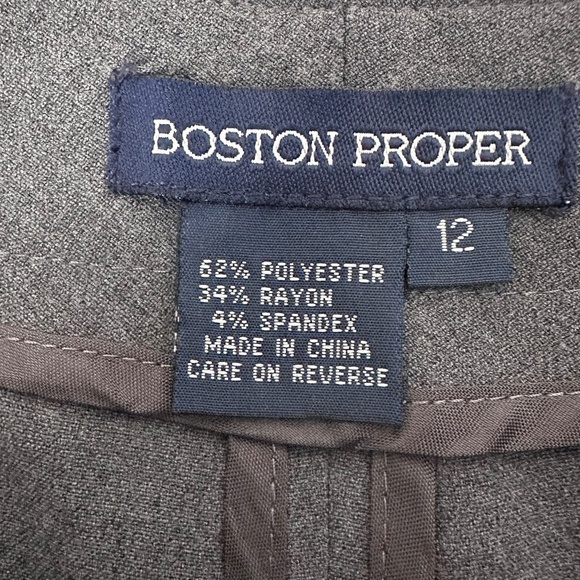 BOSTON PROPER
12
62% POLYESTER
34% RAYON
4% SPANDEX
MADE IN CHINA
CARE ON REVERSE